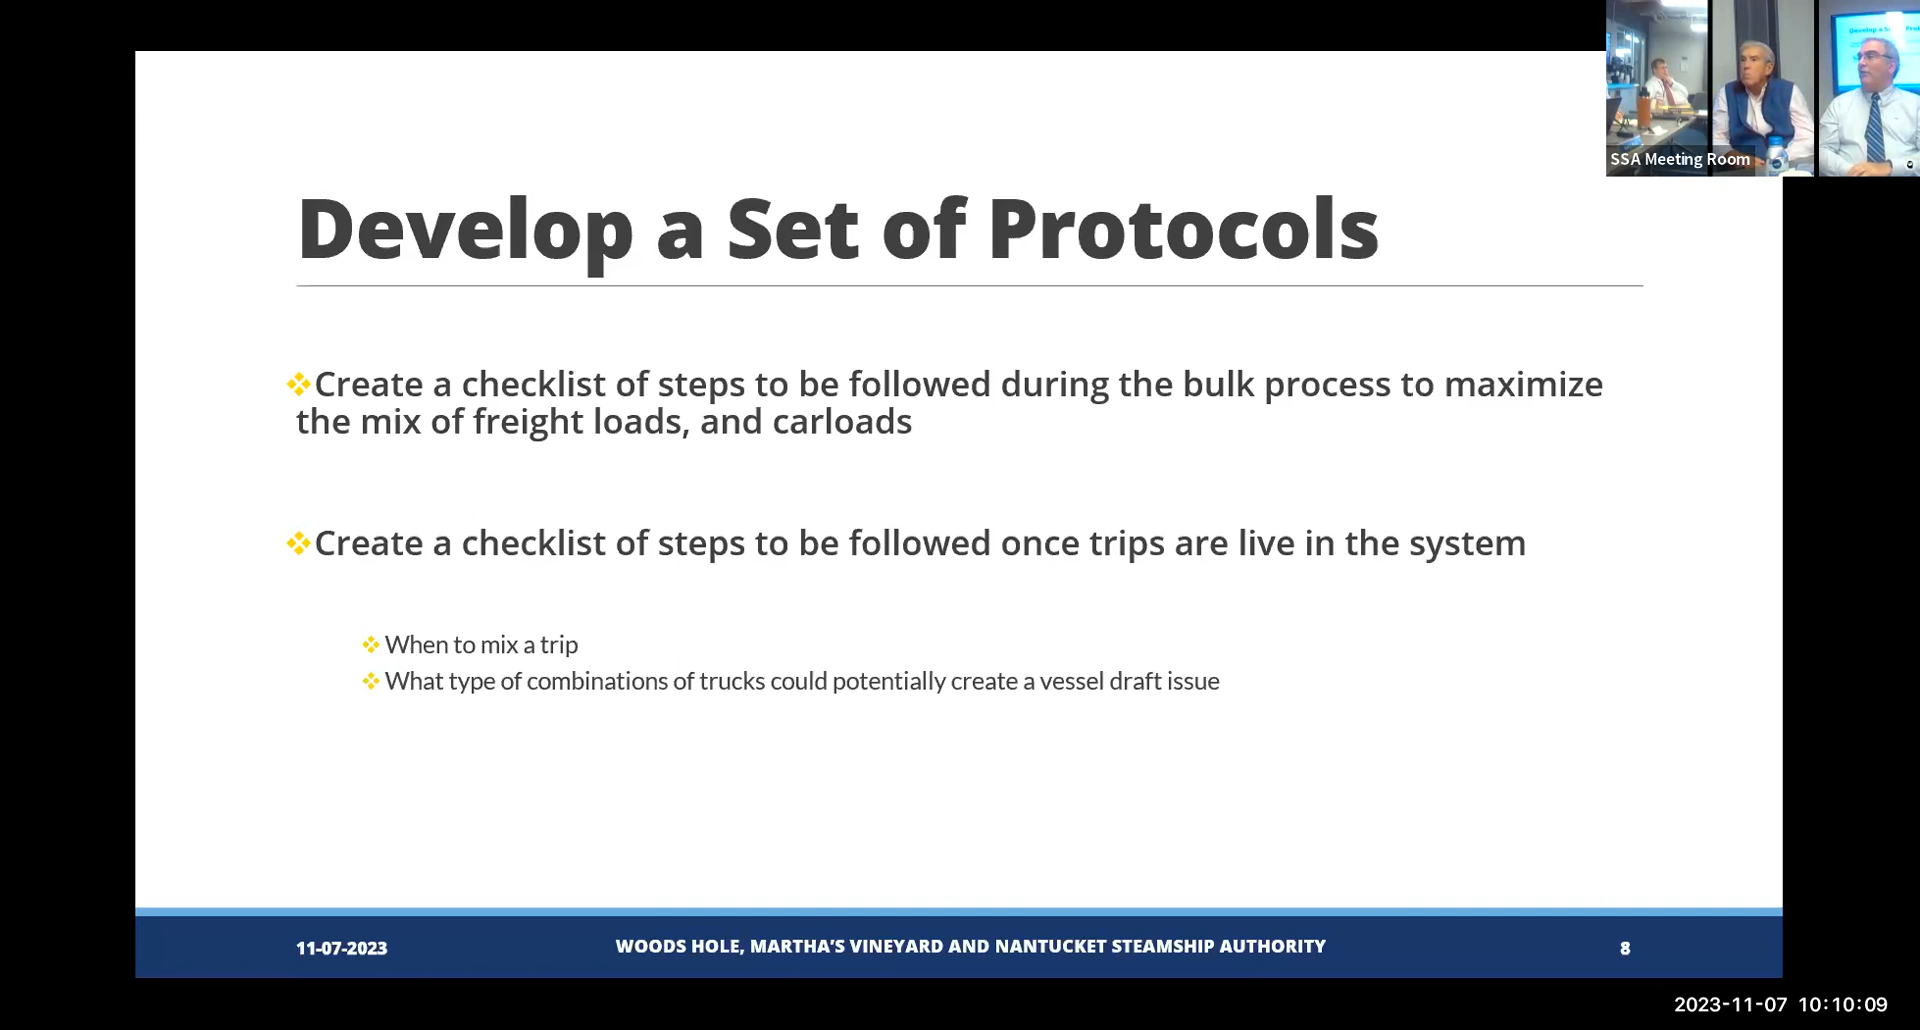 SSA Meeting Room
Develop a Set of Protocols
Create a checklist of steps to be followed during the bulk process to maximize
the mix of freight loads, and carloads
Create a checklist of steps to be followed once trips are live in the system
When to mix a trip
What type of combinations of trucks could potentially create a vessel draft issue
11-07-2023
WOODS HOLE, MARTHA’S VINEYARD AND NANTUCKET STEAMSHIP AUTHORITY
8
2023-11-07 10:10:09